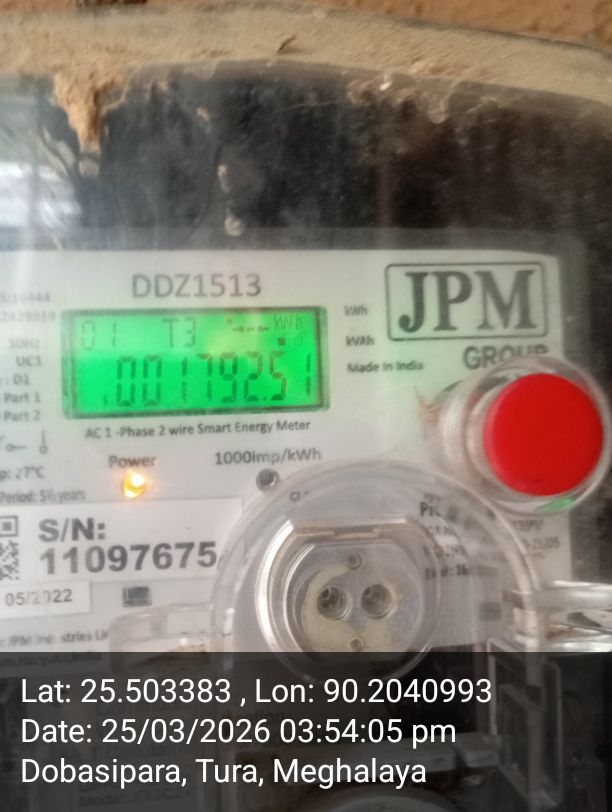 DDZ1513
JPM
GROUP
01 T3 kWh
001792.51
kWh
kVAh
Made In India
50Hz
UC1
: D1
Part 1
Part 2
AC 1 -Phase 2 wire Smart Energy Meter
27°C
Power
1000imp/kWh
Period: 5½ years
S/N:
11097675
05/2022
Lat: 25.503383 , Lon: 90.2040993
Date: 25/03/2026 03:54:05 pm
Dobasipara, Tura, Meghalaya